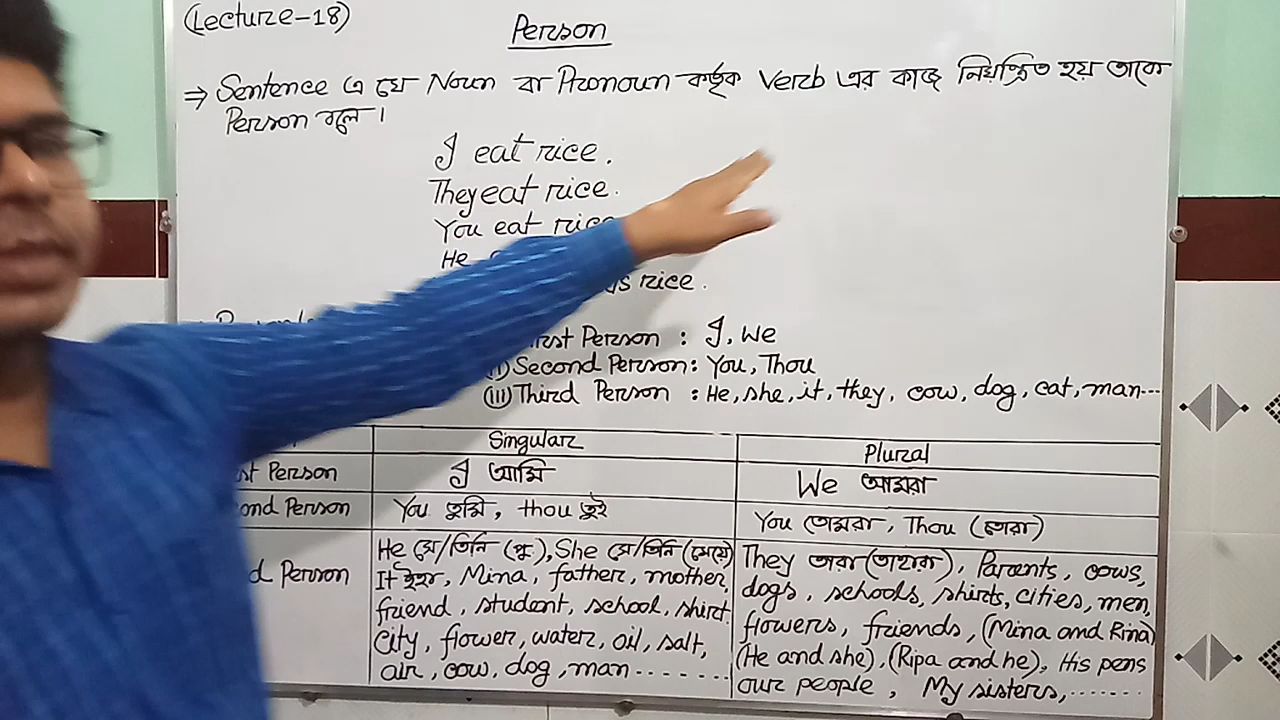 (Lecture-18)
Person
⇒ Sentence এ যে Noun বা Pronoun কর্তৃক Verb এর কাজ নিয়ন্ত্রিত হয় তাকে
Person বলে।
I eat rice.
They eat rice.
You eat rice
He
rice.
First Person : I, We
(ii) Second Person: You, Thou
(iii) Third Person : He, she, it, they, cow, dog, cat, man...
Singular Plural
Person I আমি We আমরা
Person You তুমি, thou তুই You তোমরা, Thou (তোরা)
Person He সে/তিনি (পু:), She সে/তিনি (মেয়ে) They তারা (তাহারা), Parents, cows,
It ইহা, Mina, father, mother, dogs, schools, shirts, cities, men,
friend, student, school, shirt flowers, friends, (Mina and Rina)
City, flower, water, oil, salt, (He and she), (Ripa and he), His pens
air, cow, dog, man....... our people, My sisters,.......